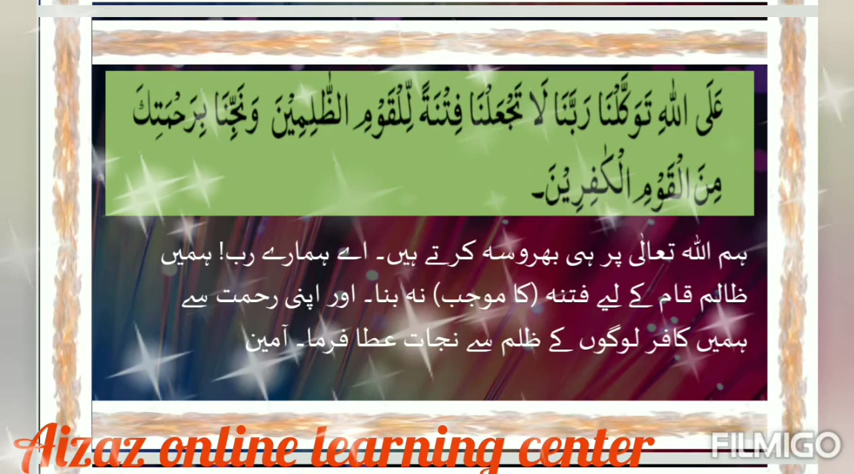 عَلَى اللهِ تَوَكَّلْنَا رَبَّنَا لَا تَجْعَلْنَا فِتْنَةً لِّلْقَوْمِ الظّٰلِمِيْنَ وَنَجِّنَا بِرَحْمَتِكَ
مِنَ الْقَوْمِ الْكٰفِرِيْنَ۔
ہم اللہ تعالٰی پر ہی بھروسہ کرتے ہیں۔ اے ہمارے رب! ہمیں
ظالم قام کے لیے فتنہ (کا موجب) نہ بنا۔ اور اپنی رحمت سے
ہمیں کافر لوگوں کے ظلم سے نجات عطا فرما۔ آمین
Aizaz online learning center
FILMIGO